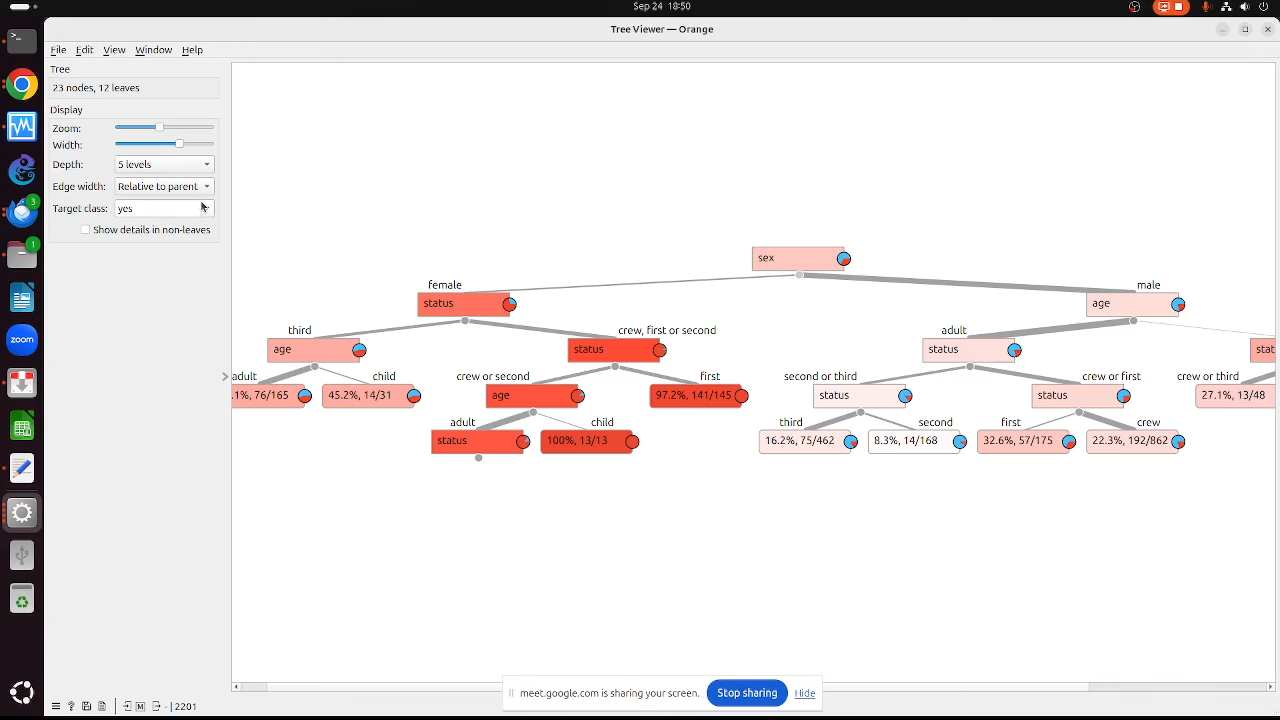 Sep 24 18:50
Tree Viewer — Orange
File Edit View Window Help
Tree
23 nodes, 12 leaves
Display
Zoom:
Width:
Depth: 5 levels
Edge width: Relative to parent
Target class: yes
Show details in non-leaves
sex
female
male
status
age
third
crew, first or second
adult
age
status
status
adult
child
crew or second
first
second or third
crew or first
crew or third
.1%, 76/165
45.2%, 14/31
age
97.2%, 141/145
status
status
27.1%, 13/48
adult
child
third
second
first
crew
status
100%, 13/13
16.2%, 75/462
8.3%, 14/168
32.6%, 57/175
22.3%, 192/862
meet.google.com is sharing your screen.
Stop sharing
Hide
2201
3
1
zoom